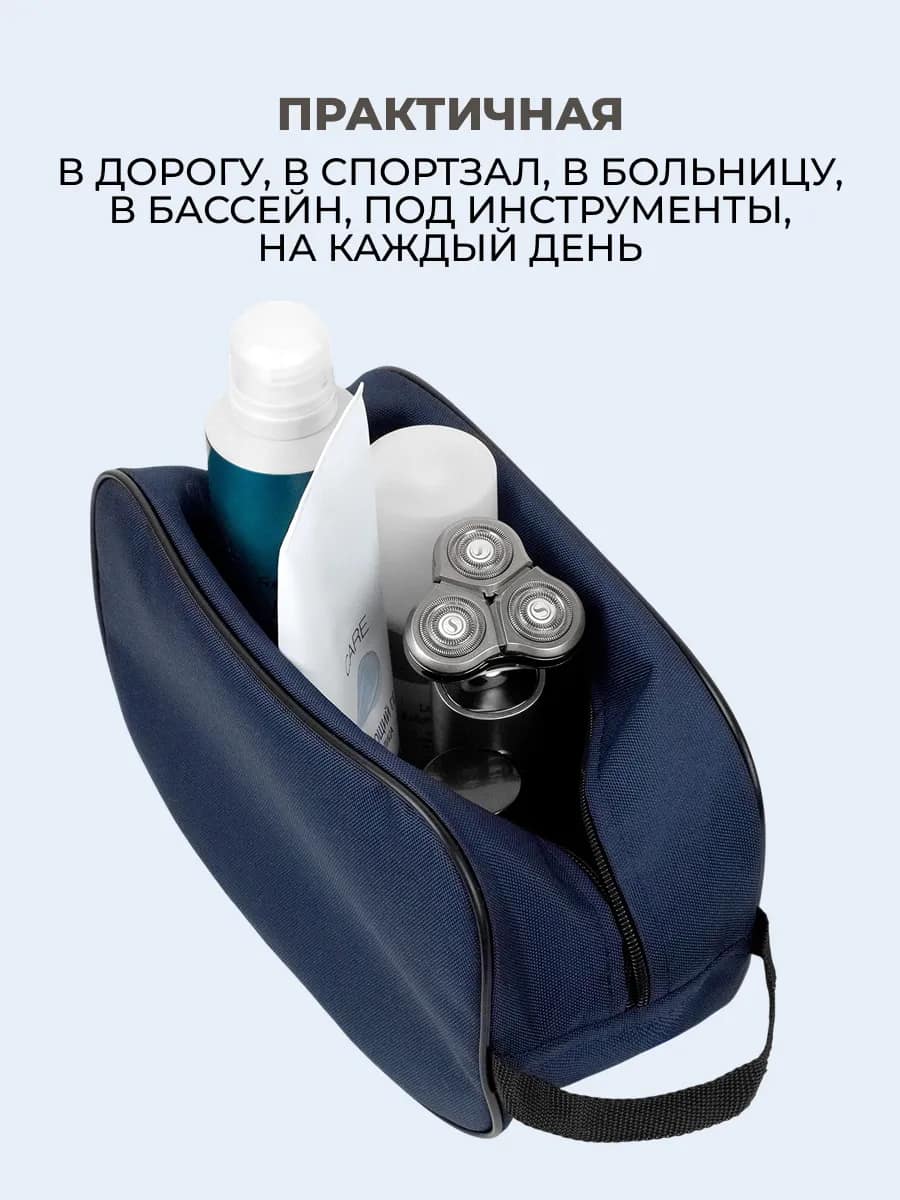 ПРАКТИЧНАЯ
В ДОРОГУ, В СПОРТЗАЛ, В БОЛЬНИЦУ,
В БАССЕЙН, ПОД ИНСТРУМЕНТЫ,
НА КАЖДЫЙ ДЕНЬ
CARE